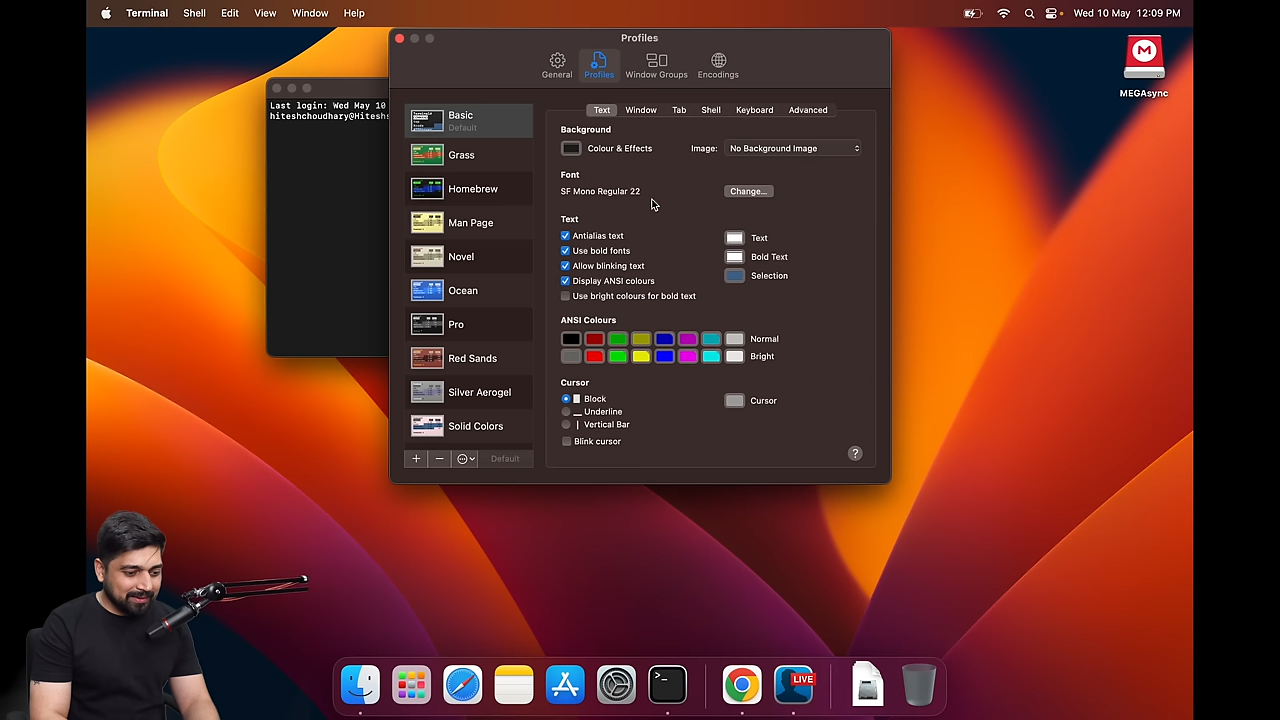 Terminal Shell Edit View Window Help Wed 10 May 12:09 PM
Profiles
General Profiles Window Groups Encodings
MEGAsync
Last login: Wed May 10
hiteshchoudhary@Hitesh
Basic
Default
Grass
Homebrew
Man Page
Novel
Ocean
Pro
Red Sands
Silver Aerogel
Solid Colors
+ − Default
Text Window Tab Shell Keyboard Advanced
Background
Colour & Effects Image: No Background Image
Font
SF Mono Regular 22 Change...
Text
Antialias text
Use bold fonts
Allow blinking text
Display ANSI colours
Use bright colours for bold text
Text
Bold Text
Selection
ANSI Colours
Normal
Bright
Cursor
Block
Underline
Vertical Bar
Blink cursor
Cursor
?
LIVE